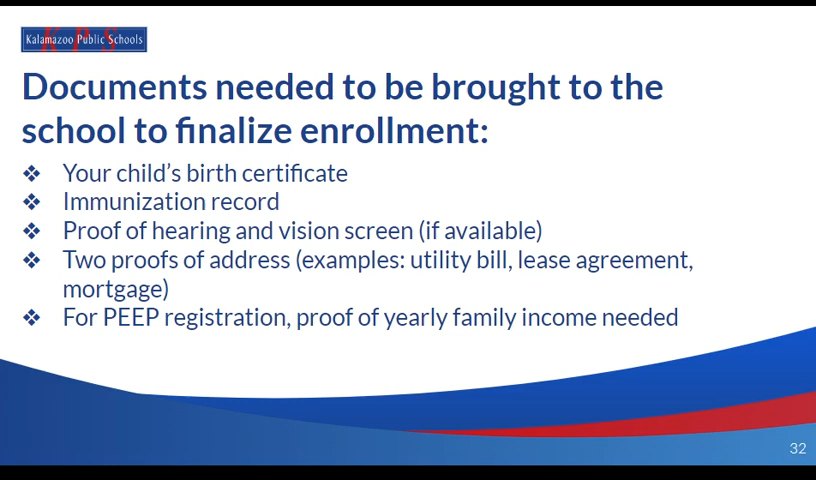 Kalamazoo Public Schools
Documents needed to be brought to the
school to finalize enrollment:
❖ Your child's birth certificate
❖ Immunization record
❖ Proof of hearing and vision screen (if available)
❖ Two proofs of address (examples: utility bill, lease agreement,
mortgage)
❖ For PEEP registration, proof of yearly family income needed
32